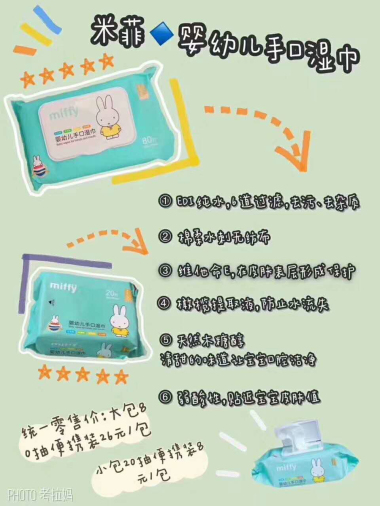 米菲🔷婴幼儿手口湿巾
miffy
婴幼儿手口湿巾
80
① EDI纯水,6道过滤,去污、去杂质
② 棉柔水刺无纺布
③ 维他命E,在皮肤表层形成保护
miffy
20
婴幼儿手口湿巾
④ 橄榄提取液,防止水流失
⑤ 天然木糖醇
清甜的味道让宝宝口腔洁净
⑥ 弱酸性,贴近宝宝皮肤值
统一零售价:大包8
0抽便携装26元/包
小包20抽便携装8
元/包
miffy
PHOTO 老拉妈